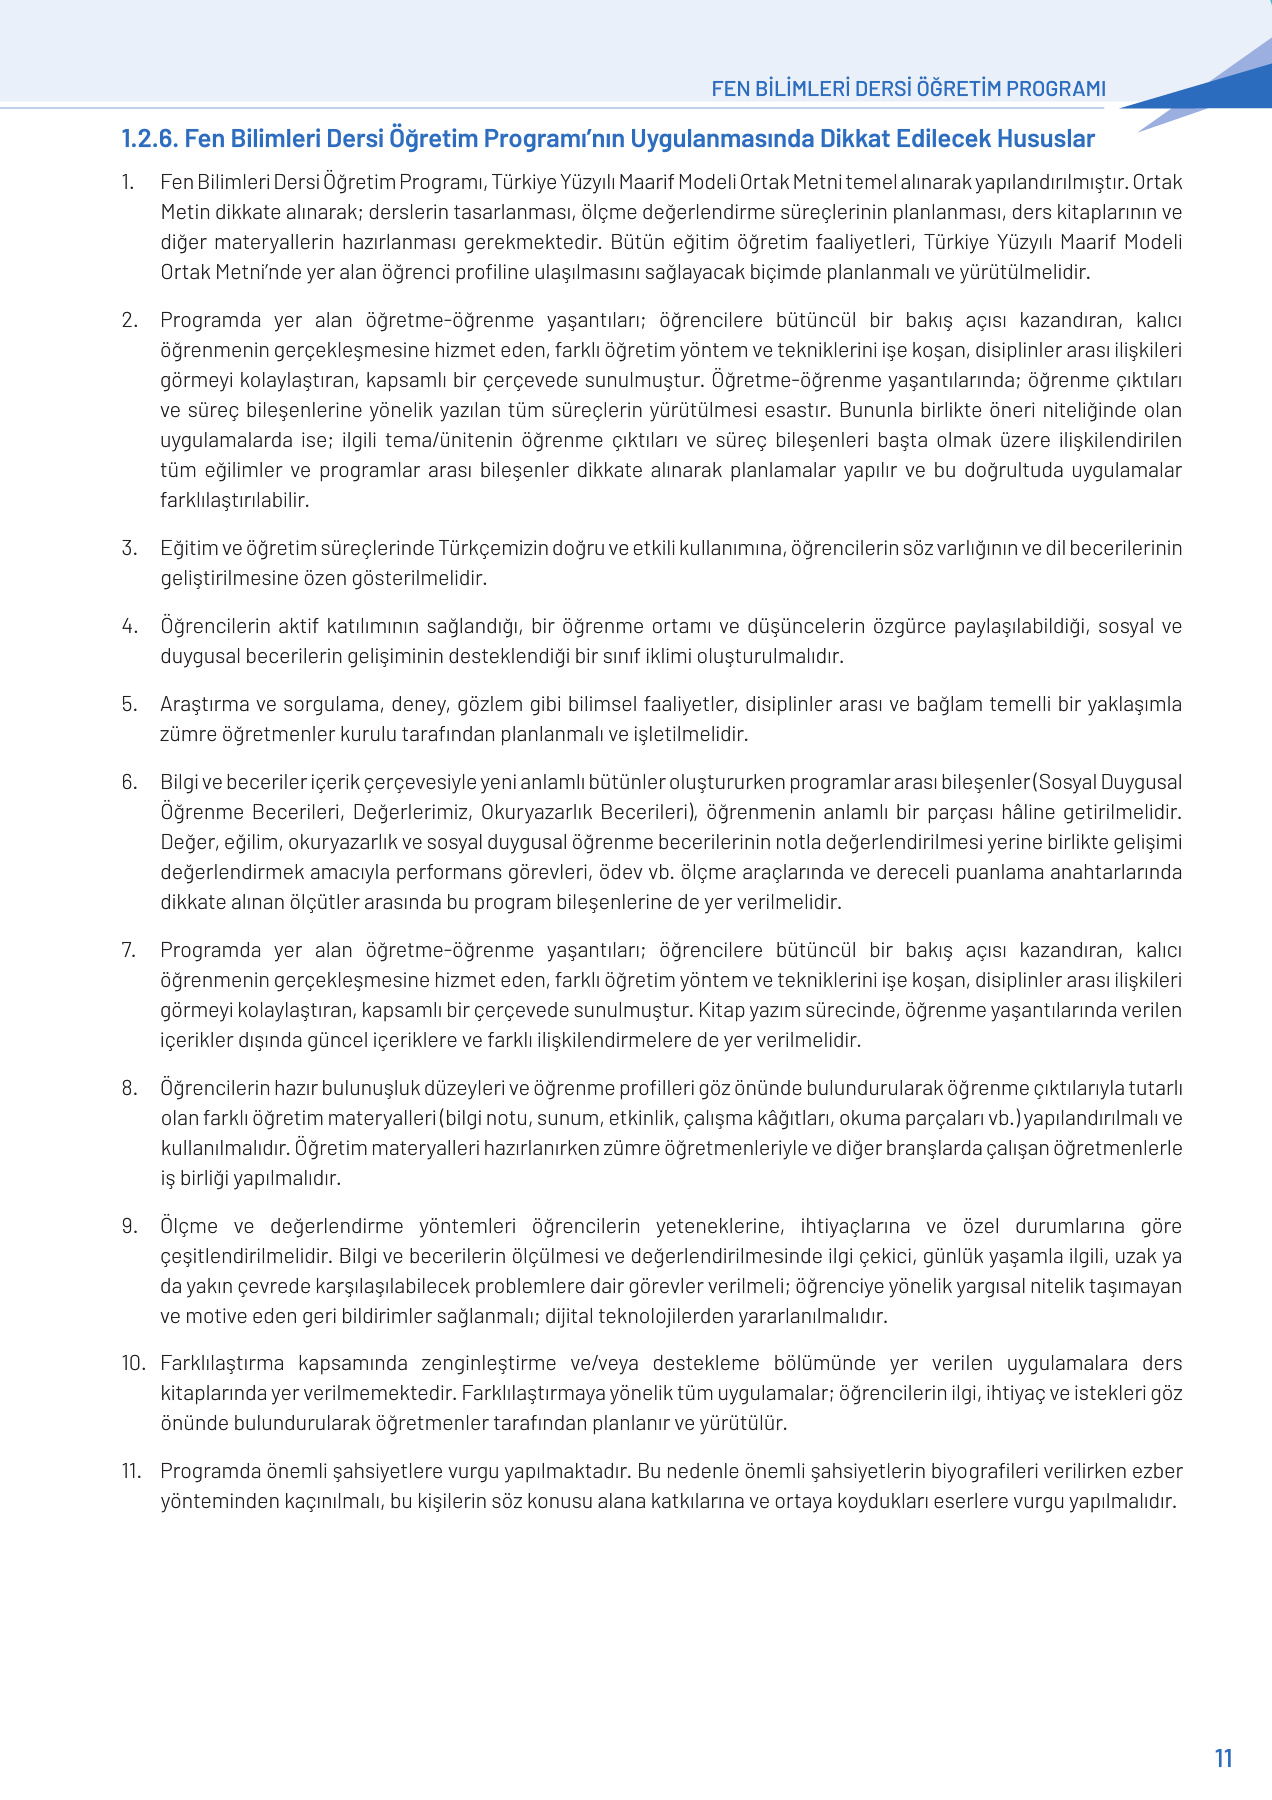 FEN BİLİMLERİ DERSİ ÖĞRETİM PROGRAMI
1.2.6. Fen Bilimleri Dersi Öğretim Programı’nın Uygulanmasında Dikkat Edilecek Hususlar
1. Fen Bilimleri Dersi Öğretim Programı, Türkiye Yüzyılı Maarif Modeli Ortak Metni temel alınarak yapılandırılmıştır. Ortak
Metin dikkate alınarak; derslerin tasarlanması, ölçme değerlendirme süreçlerinin planlanması, ders kitaplarının ve
diğer materyallerin hazırlanması gerekmektedir. Bütün eğitim öğretim faaliyetleri, Türkiye Yüzyılı Maarif Modeli
Ortak Metni’nde yer alan öğrenci profiline ulaşılmasını sağlayacak biçimde planlanmalı ve yürütülmelidir.
2. Programda yer alan öğretme-öğrenme yaşantıları; öğrencilere bütüncül bir bakış açısı kazandıran, kalıcı
öğrenmenin gerçekleşmesine hizmet eden, farklı öğretim yöntem ve tekniklerini işe koşan, disiplinler arası ilişkileri
görmeyi kolaylaştıran, kapsamlı bir çerçevede sunulmuştur. Öğretme-öğrenme yaşantılarında; öğrenme çıktıları
ve süreç bileşenlerine yönelik yazılan tüm süreçlerin yürütülmesi esastır. Bununla birlikte öneri niteliğinde olan
uygulamalarda ise; ilgili tema/ünitenin öğrenme çıktıları ve süreç bileşenleri başta olmak üzere ilişkilendirilen
tüm eğilimler ve programlar arası bileşenler dikkate alınarak planlamalar yapılır ve bu doğrultuda uygulamalar
farklılaştırılabilir.
3. Eğitim ve öğretim süreçlerinde Türkçemizin doğru ve etkili kullanımına, öğrencilerin söz varlığının ve dil becerilerinin
geliştirilmesine özen gösterilmelidir.
4. Öğrencilerin aktif katılımının sağlandığı, bir öğrenme ortamı ve düşüncelerin özgürce paylaşılabildiği, sosyal ve
duygusal becerilerin gelişiminin desteklendiği bir sınıf iklimi oluşturulmalıdır.
5. Araştırma ve sorgulama, deney, gözlem gibi bilimsel faaliyetler, disiplinler arası ve bağlam temelli bir yaklaşımla
zümre öğretmenler kurulu tarafından planlanmalı ve işletilmelidir.
6. Bilgi ve beceriler içerik çerçevesiyle yeni anlamlı bütünler oluştururken programlar arası bileşenler (Sosyal Duygusal
Öğrenme Becerileri, Değerlerimiz, Okuryazarlık Becerileri), öğrenmenin anlamlı bir parçası hâline getirilmelidir.
Değer, eğilim, okuryazarlık ve sosyal duygusal öğrenme becerilerinin notla değerlendirilmesi yerine birlikte gelişimi
değerlendirmek amacıyla performans görevleri, ödev vb. ölçme araçlarında ve dereceli puanlama anahtarlarında
dikkate alınan ölçütler arasında bu program bileşenlerine de yer verilmelidir.
7. Programda yer alan öğretme-öğrenme yaşantıları; öğrencilere bütüncül bir bakış açısı kazandıran, kalıcı
öğrenmenin gerçekleşmesine hizmet eden, farklı öğretim yöntem ve tekniklerini işe koşan, disiplinler arası ilişkileri
görmeyi kolaylaştıran, kapsamlı bir çerçevede sunulmuştur. Kitap yazım sürecinde, öğrenme yaşantılarında verilen
içerikler dışında güncel içeriklere ve farklı ilişkilendirmelere de yer verilmelidir.
8. Öğrencilerin hazır bulunuşluk düzeyleri ve öğrenme profilleri göz önünde bulundurularak öğrenme çıktılarıyla tutarlı
olan farklı öğretim materyalleri (bilgi notu, sunum, etkinlik, çalışma kâğıtları, okuma parçaları vb.) yapılandırılmalı ve
kullanılmalıdır. Öğretim materyalleri hazırlanırken zümre öğretmenleriyle ve diğer branşlarda çalışan öğretmenlerle
iş birliği yapılmalıdır.
9. Ölçme ve değerlendirme yöntemleri öğrencilerin yeteneklerine, ihtiyaçlarına ve özel durumlarına göre
çeşitlendirilmelidir. Bilgi ve becerilerin ölçülmesi ve değerlendirilmesinde ilgi çekici, günlük yaşamla ilgili, uzak ya
da yakın çevrede karşılaşılabilecek problemlere dair görevler verilmeli; öğrenciye yönelik yargısal nitelik taşımayan
ve motive eden geri bildirimler sağlanmalı; dijital teknolojilerden yararlanılmalıdır.
10. Farklılaştırma kapsamında zenginleştirme ve/veya destekleme bölümünde yer verilen uygulamalara ders
kitaplarında yer verilmemektedir. Farklılaştırmaya yönelik tüm uygulamalar; öğrencilerin ilgi, ihtiyaç ve istekleri göz
önünde bulundurularak öğretmenler tarafından planlanır ve yürütülür.
11. Programda önemli şahsiyetlere vurgu yapılmaktadır. Bu nedenle önemli şahsiyetlerin biyografileri verilirken ezber
yönteminden kaçınılmalı, bu kişilerin söz konusu alana katkılarına ve ortaya koydukları eserlere vurgu yapılmalıdır.
11